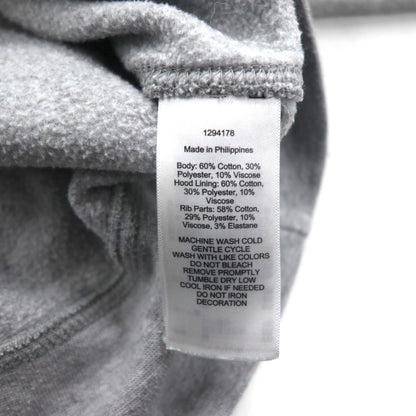 1294178
Made in Philippines
Body: 60% Cotton, 30%
Polyester, 10% Viscose
Hood Lining: 60% Cotton,
30% Polyester, 10%
Viscose
Rib Parts: 58% Cotton,
29% Polyester, 10%
Viscose, 3% Elastane
MACHINE WASH COLD
GENTLE CYCLE
WASH WITH LIKE COLORS
DO NOT BLEACH
REMOVE PROMPTLY
TUMBLE DRY LOW
COOL IRON IF NEEDED
DO NOT IRON
DECORATION